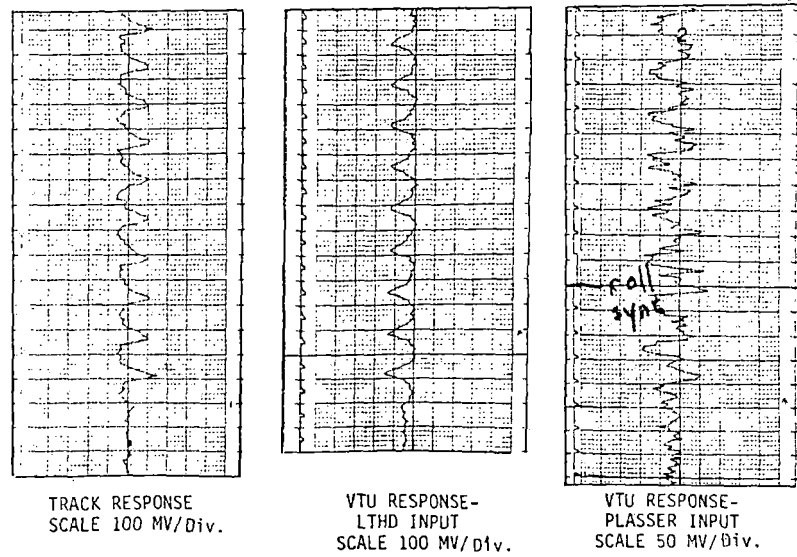 2
roll
sync
TRACK RESPONSE
SCALE 100 MV/Div.
VTU RESPONSE-
LTHD INPUT
SCALE 100 MV/Div.
VTU RESPONSE-
PLASSER INPUT
SCALE 50 MV/Div.